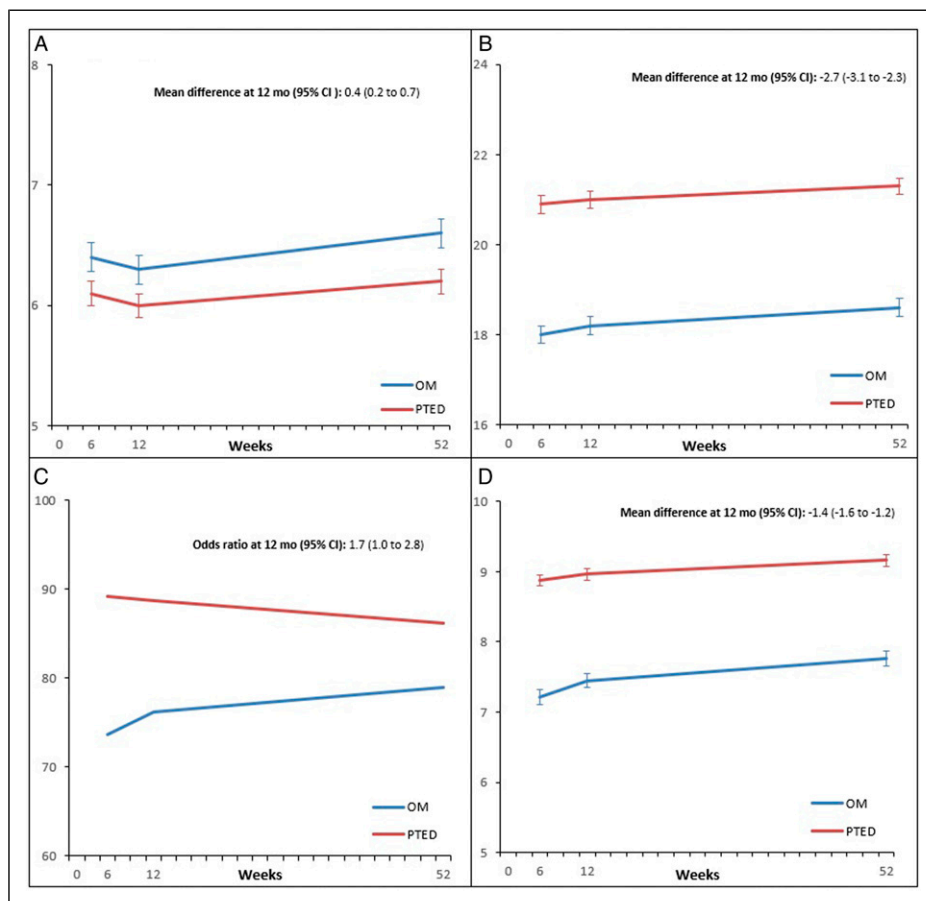 A
8
Mean difference at 12 mo (95% CI ): 0.4 (0.2 to 0.7)
7
6
OM
PTED
5
0 6 12 Weeks 52
B
24
Mean difference at 12 mo (95% CI): -2.7 (-3.1 to -2.3)
22
20
18
OM
PTED
16
0 6 12 Weeks 52
C
100
Odds ratio at 12 mo (95% CI): 1.7 (1.0 to 2.8)
90
80
70
OM
PTED
60
0 6 12 Weeks 52
D
10
Mean difference at 12 mo (95% CI): -1.4 (-1.6 to -1.2)
9
8
7
6
OM
PTED
5
0 6 12 Weeks 52